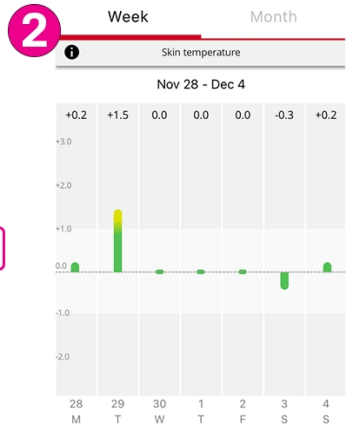 2
Week Month
i Skin temperature
Nov 28 - Dec 4
+0.2 +1.5 0.0 0.0 0.0 -0.3 +0.2
+3.0
+2.0
+1.0
0.0
-1.0
-2.0
28 29 30 1 2 3 4
M T W T F S S